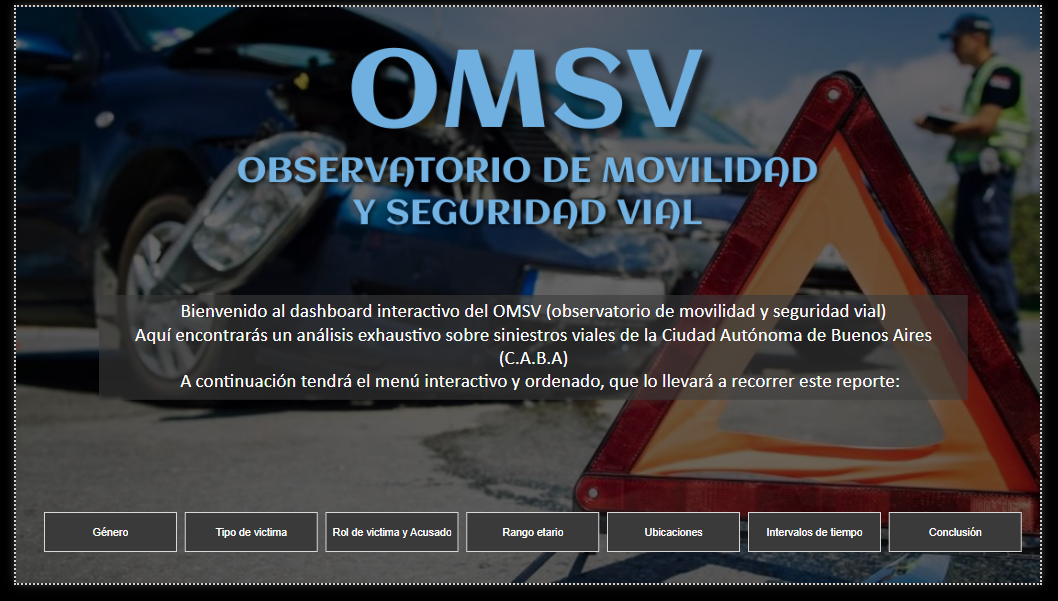 OMSV
OBSERVATORIO DE MOVILIDAD
Y SEGURIDAD VIAL
Bienvenido al dashboard interactivo del OMSV (observatorio de movilidad y seguridad vial)
Aquí encontrarás un análisis exhaustivo sobre siniestros viales de la Ciudad Autónoma de Buenos Aires
(C.A.B.A)
A continuación tendrá el menú interactivo y ordenado, que lo llevará a recorrer este reporte:
Género
Tipo de victima
Rol de victima y Acusado
Rango etario
Ubicaciones
Intervalos de tiempo
Conclusión